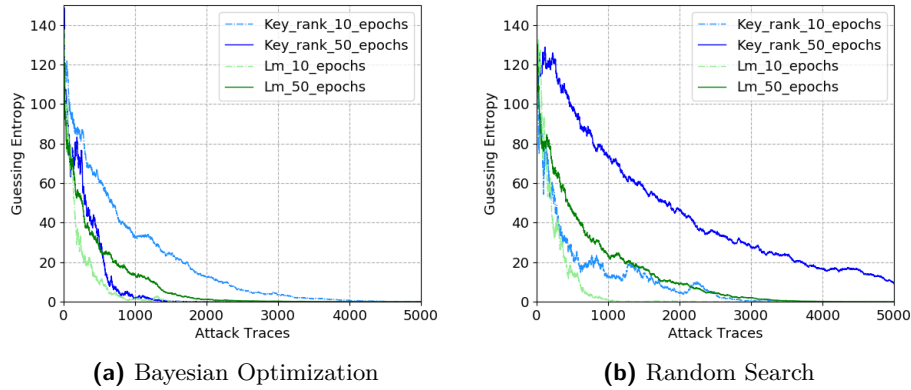 140
120
100
80
60
40
20
0
Guessing Entropy
0 1000 2000 3000 4000 5000
Attack Traces
Key_rank_10_epochs
Key_rank_50_epochs
Lm_10_epochs
Lm_50_epochs
(a) Bayesian Optimization
140
120
100
80
60
40
20
0
Guessing Entropy
0 1000 2000 3000 4000 5000
Attack Traces
Key_rank_10_epochs
Key_rank_50_epochs
Lm_10_epochs
Lm_50_epochs
(b) Random Search